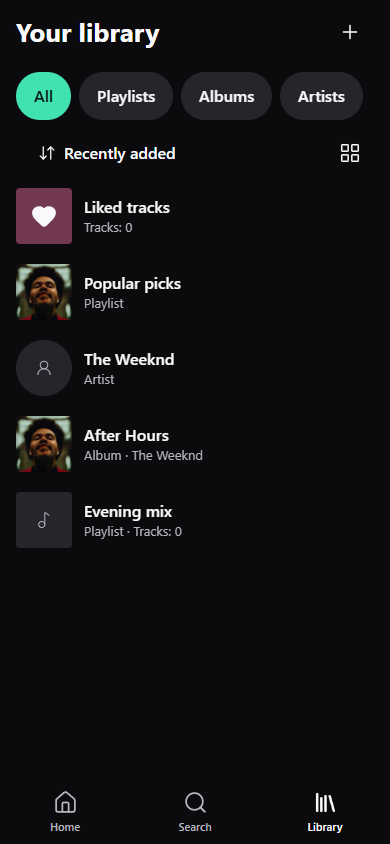 Your library
All Playlists Albums Artists
Recently added
Liked tracks
Tracks: 0
Popular picks
Playlist
The Weeknd
Artist
After Hours
Album · The Weeknd
Evening mix
Playlist · Tracks: 0
Home Search Library